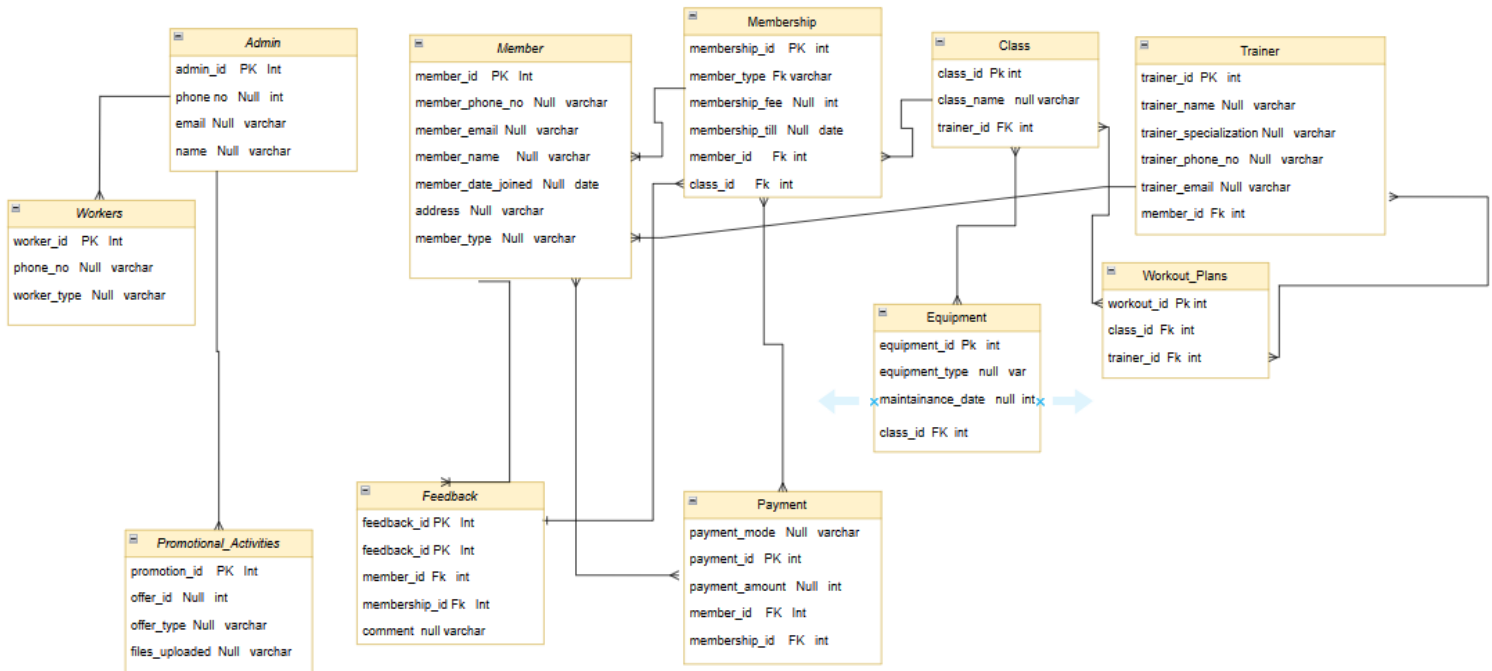 Admin
admin_id PK Int
phone no Null int
email Null varchar
name Null varchar
Workers
worker_id PK Int
phone_no Null varchar
worker_type Null varchar
Promotional_Activities
promotion_id PK Int
offer_id Null int
offer_type Null varchar
files_uploaded Null varchar
Member
member_id PK Int
member_phone_no Null varchar
member_email Null varchar
member_name Null varchar
member_date_joined Null date
address Null varchar
member_type Null varchar
Feedback
feedback_id PK Int
feedback_id PK Int
member_id Fk int
membership_id Fk Int
comment null varchar
Membership
membership_id PK int
member_type Fk varchar
membership_fee Null int
membership_till Null date
member_id Fk int
class_id Fk int
Payment
payment_mode Null varchar
payment_id PK int
payment_amount Null int
member_id FK Int
membership_id FK int
Class
class_id Pk int
class_name null varchar
trainer_id FK int
Equipment
equipment_id Pk int
equipment_type null var
maintainance_date null int
class_id FK int
Trainer
trainer_id PK int
trainer_name Null varchar
trainer_specialization Null varchar
trainer_phone_no Null varchar
trainer_email Null varchar
member_id Fk int
Workout_Plans
workout_id Pk int
class_id Fk int
trainer_id Fk int